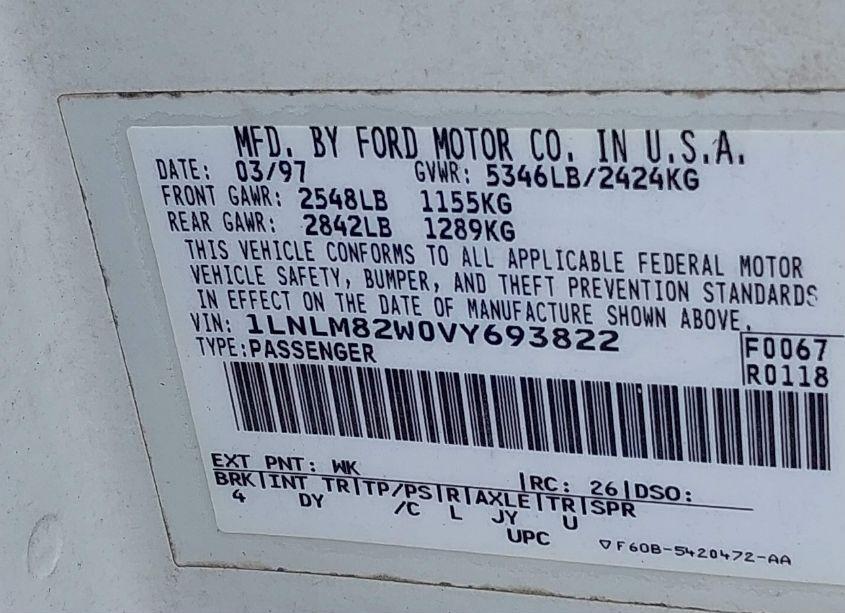 MFD. BY FORD MOTOR CO. IN U.S.A.
DATE: 03/97 GVWR: 5346LB/2424KG
FRONT GAWR: 2548LB 1155KG
REAR GAWR: 2842LB 1289KG
THIS VEHICLE CONFORMS TO ALL APPLICABLE FEDERAL MOTOR
VEHICLE SAFETY, BUMPER, AND THEFT PREVENTION STANDARDS
IN EFFECT ON THE DATE OF MANUFACTURE SHOWN ABOVE.
VIN: 1LNLM82W0VY693822
TYPE:PASSENGER
F0067
R0118
EXT PNT: WK RC: 26 DSO:
BRK INT TR TP/PS R AXLE TR SPR
4 DY /C L JY U
UPC
▽F60B-5420472-AA